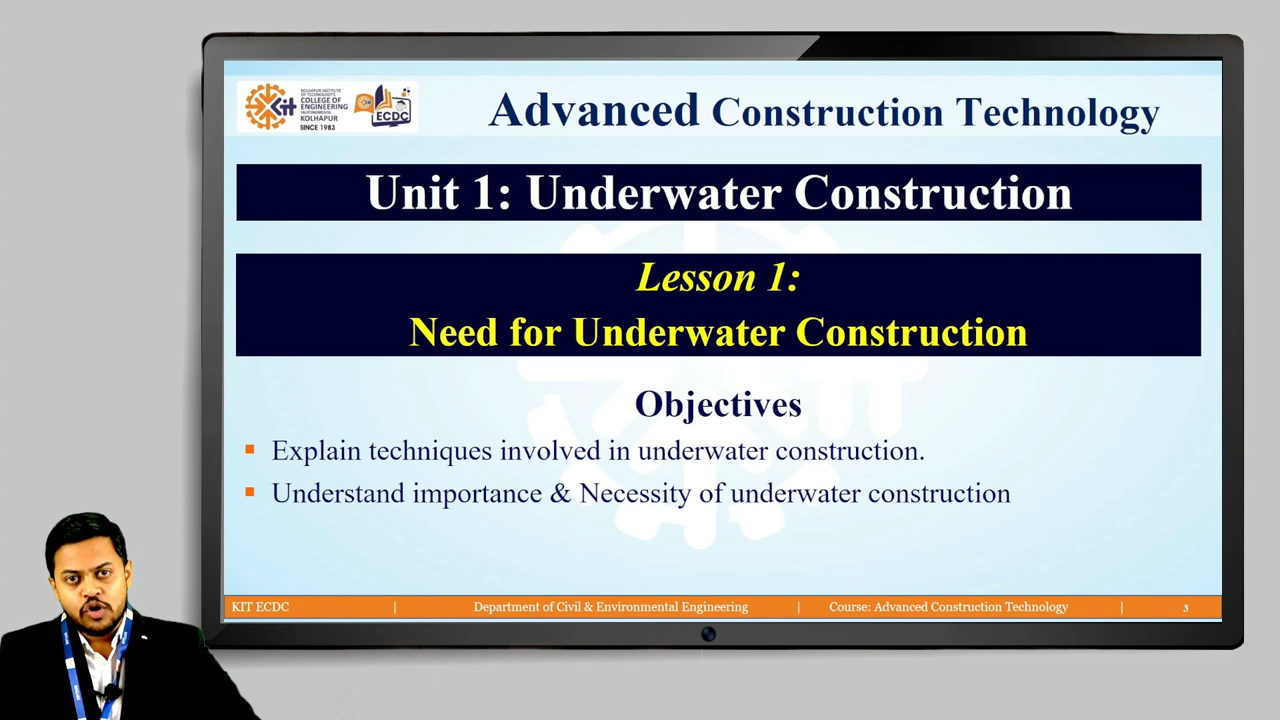 KOLHAPUR INSTITUTE
OF TECHNOLOGY'S
COLLEGE OF
ENGINEERING
(AUTONOMOUS),
KOLHAPUR
SINCE 1983
Kit
ECDC
Advanced Construction Technology
Unit 1: Underwater Construction
Lesson 1:
Need for Underwater Construction
Objectives
▪ Explain techniques involved in underwater construction.
▪ Understand importance & Necessity of underwater construction
KIT ECDC | Department of Civil & Environmental Engineering | Course: Advanced Construction Technology | 3